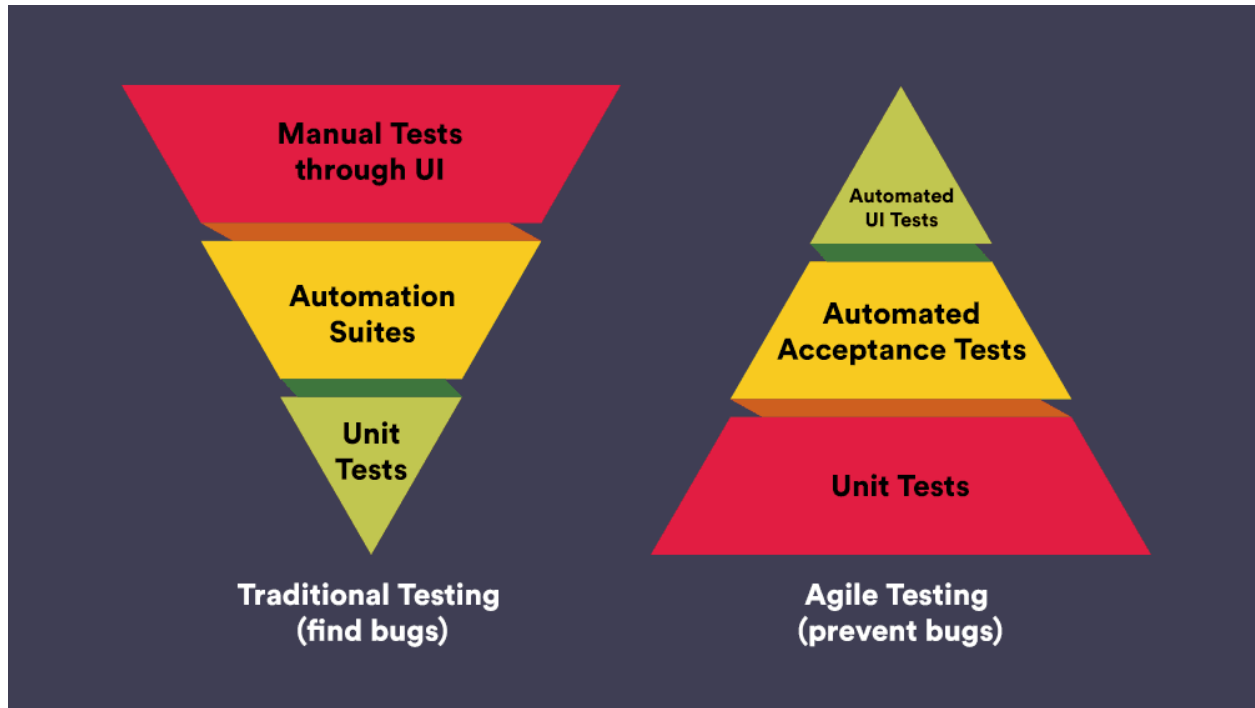 Manual Tests
through UI
Automation
Suites
Unit
Tests
Traditional Testing
(find bugs)
Automated
UI Tests
Automated
Acceptance Tests
Unit Tests
Agile Testing
(prevent bugs)